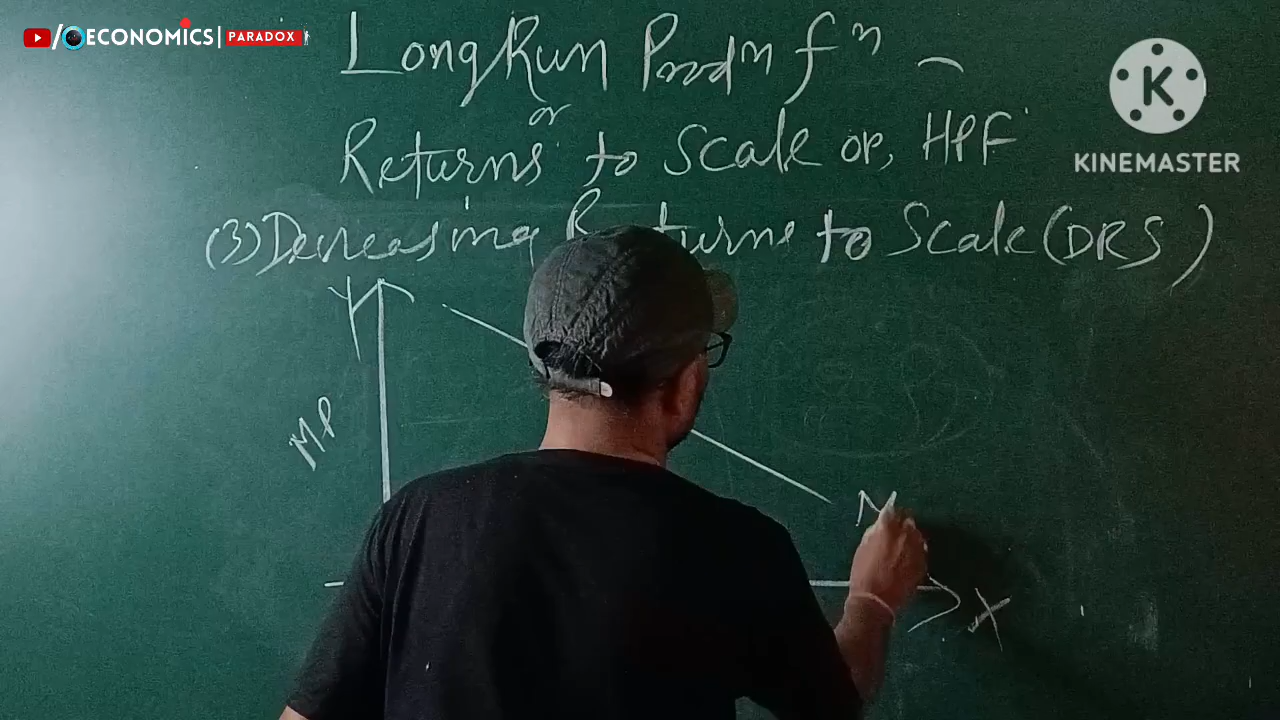 /ECONOMICS| PARADOX
K
KINEMASTER
Long Run Prodⁿ fⁿ –
or
Returns to Scale or, HPF
(3) Decreasing Returns to Scale (DRS)
Y
MP
M
X